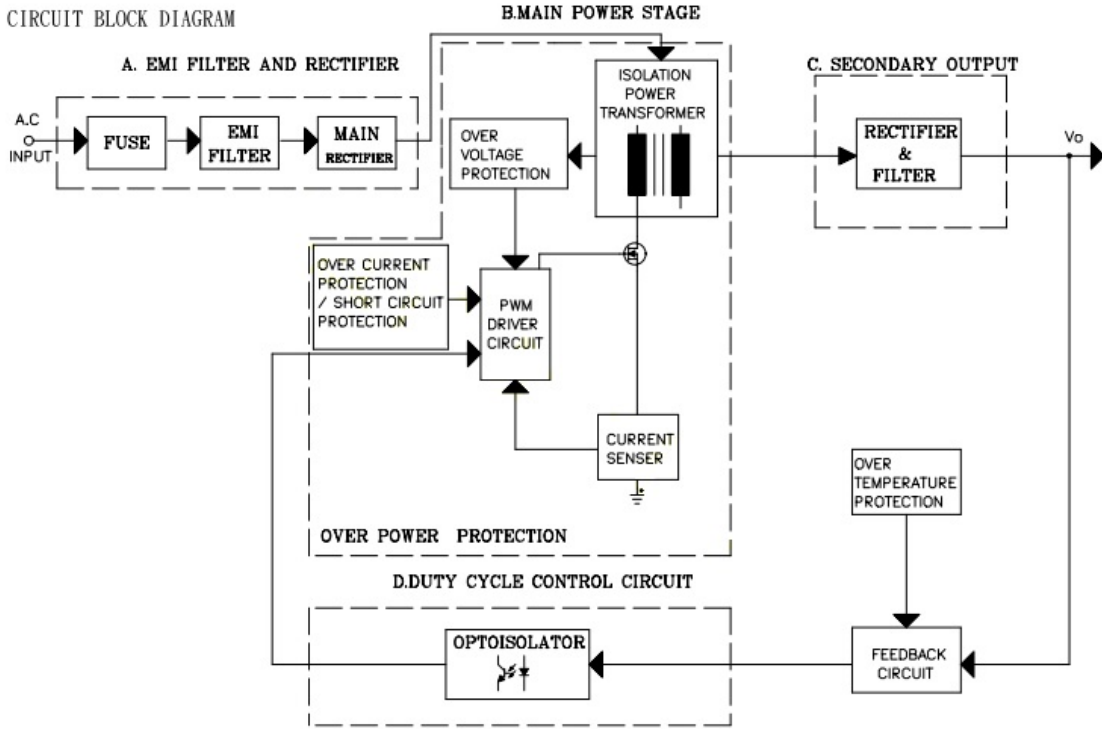 CIRCUIT BLOCK DIAGRAM
B.MAIN POWER STAGE
A. EMI FILTER AND RECTIFIER
C. SECONDARY OUTPUT
A.C
INPUT
FUSE
EMI
FILTER
MAIN
RECTIFIER
ISOLATION
POWER
TRANSFORMER
OVER
VOLTAGE
PROTECTION
RECTIFIER
&
FILTER
Vo
OVER CURRENT
PROTECTION
/ SHORT CIRCUIT
PROTECTION
PWM
DRIVER
CIRCUIT
CURRENT
SENSER
OVER
TEMPERATURE
PROTECTION
OVER POWER PROTECTION
D.DUTY CYCLE CONTROL CIRCUIT
OPTOISOLATOR
FEEDBACK
CIRCUIT